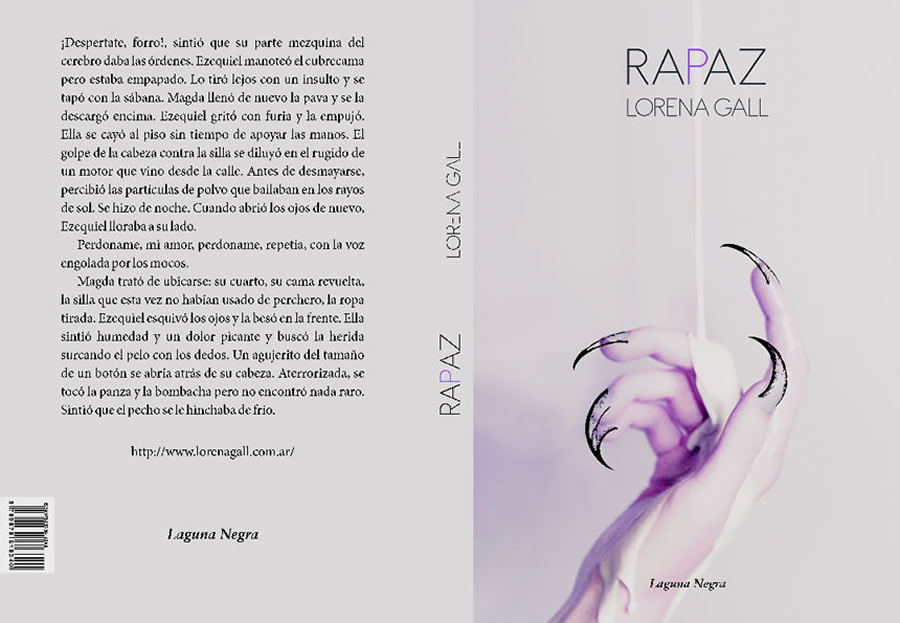 ¡Despertate, forro!, sintió que su parte mezquina del
cerebro daba las órdenes. Ezequiel manoteó el cubrecama
pero estaba empapado. Lo tiró lejos con un insulto y se
tapó con la sábana. Magda llenó de nuevo la pava y se la
descargó encima. Ezequiel gritó con furia y la empujó.
Ella se cayó al piso sin tiempo de apoyar las manos. El
golpe de la cabeza contra la silla se diluyó en el rugido de
un motor que vino desde la calle. Antes de desmayarse,
percibió las partículas de polvo que bailaban en los rayos
de sol. Se hizo de noche. Cuando abrió los ojos de nuevo,
Ezequiel lloraba a su lado.
Perdoname, mi amor, perdoname, repetía, con la voz
engolada por los mocos.
Magda trató de ubicarse: su cuarto, su cama revuelta,
la silla que esta vez no habían usado de perchero, la ropa
tirada. Ezequiel esquivó los ojos y la besó en la frente. Ella
sintió humedad y un dolor picante y buscó la herida
surcando el pelo con los dedos. Un agujerito del tamaño
de un botón se abría atrás de su cabeza. Aterrorizada, se
tocó la panza y la bombacha pero no encontró nada raro.
Sintió que el pecho se le hinchaba de frío.
http://www.lorenagall.com.ar/
Laguna Negra
RAPAZ
LORENA GALL
RAPAZ
LORENA GALL
Laguna Negra